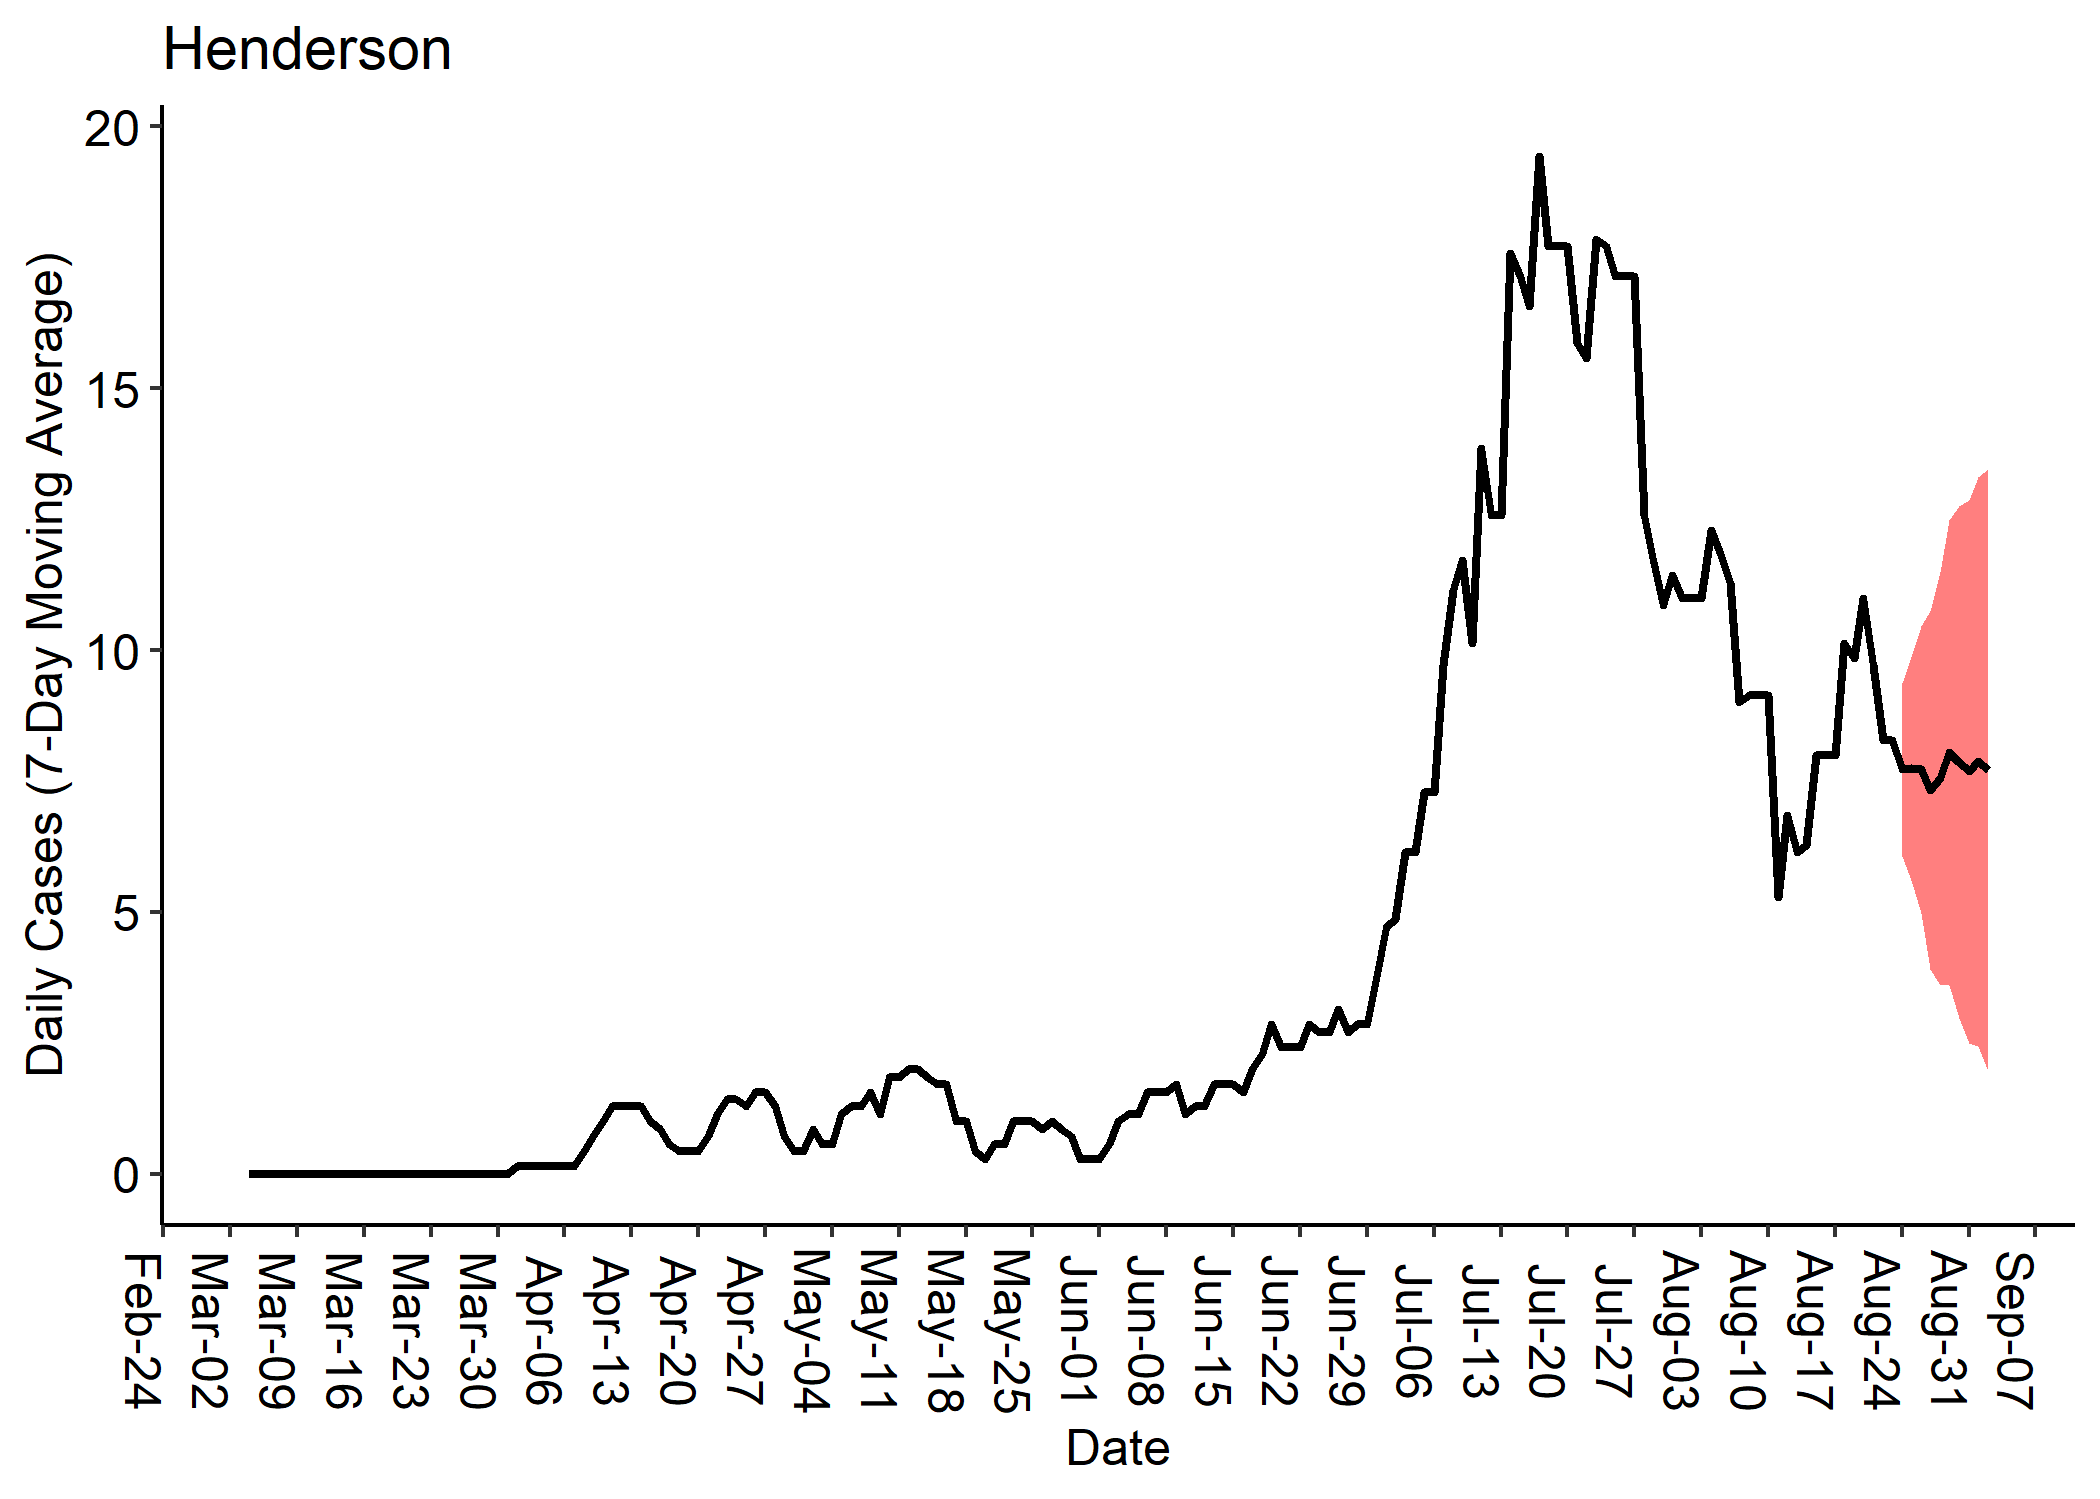 Henderson
Daily Cases (7-Day Moving Average)
20
15
10
5
0
Feb-24
Mar-02
Mar-09
Mar-16
Mar-23
Mar-30
Apr-06
Apr-13
Apr-20
Apr-27
May-04
May-11
May-18
May-25
Jun-01
Jun-08
Jun-15
Jun-22
Jun-29
Jul-06
Jul-13
Jul-20
Jul-27
Aug-03
Aug-10
Aug-17
Aug-24
Aug-31
Sep-07
Date